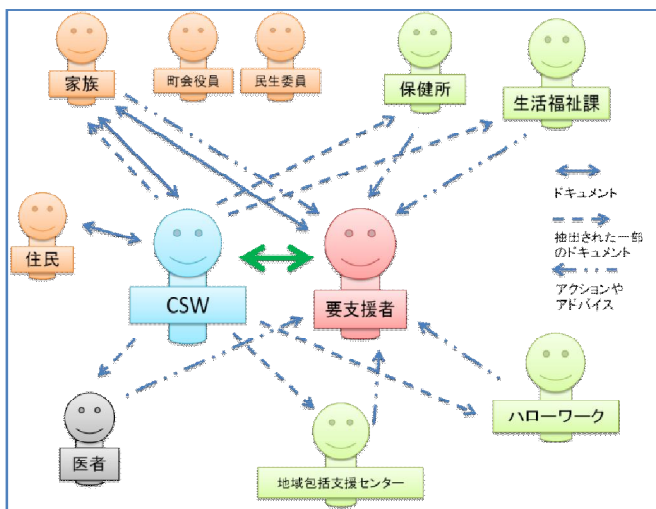 家族
町会役員
民生委員
保健所
生活福祉課
ドキュメント
抽出された一部
のドキュメント
アクションや
アドバイス
住民
CSW
要支援者
医者
地域包括支援センター
ハローワーク